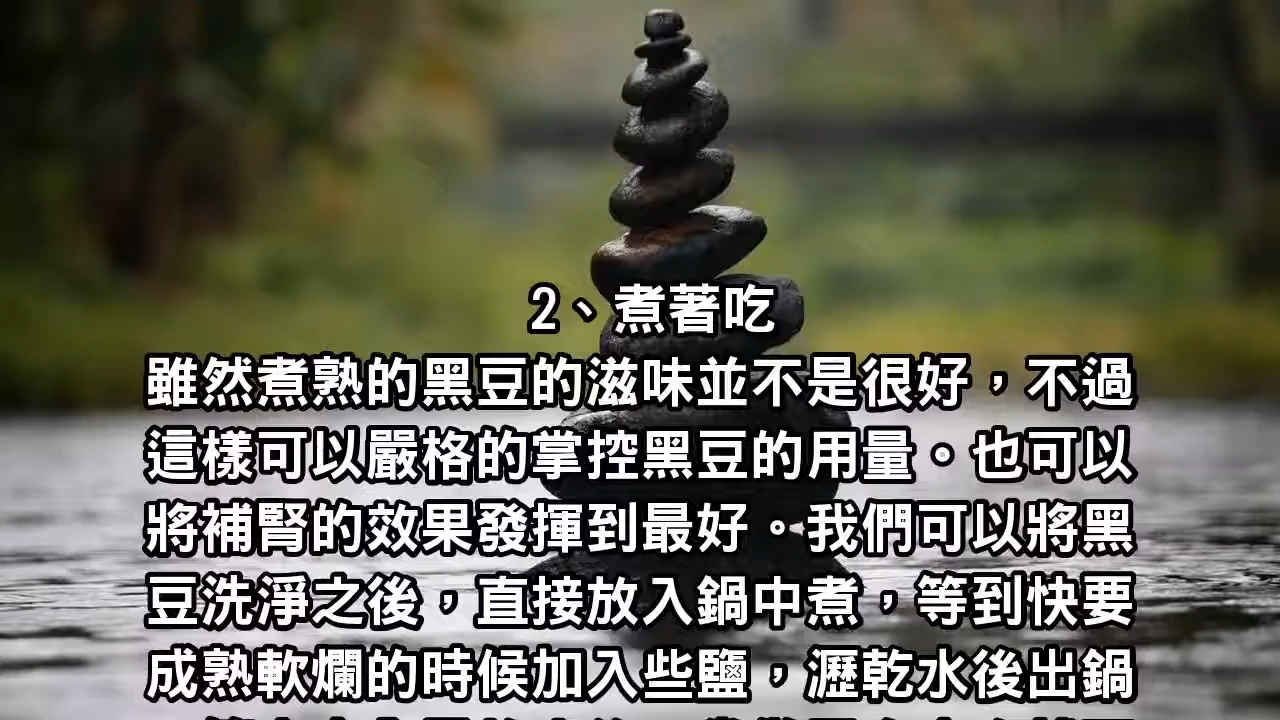 2、煮著吃
雖然煮熟的黑豆的滋味並不是很好，不過
這樣可以嚴格的掌控黑豆的用量。也可以
將補腎的效果發揮到最好。我們可以將黑
豆洗淨之後，直接放入鍋中煮，等到快要
成熟軟爛的時候加入些鹽，瀝乾水後出鍋